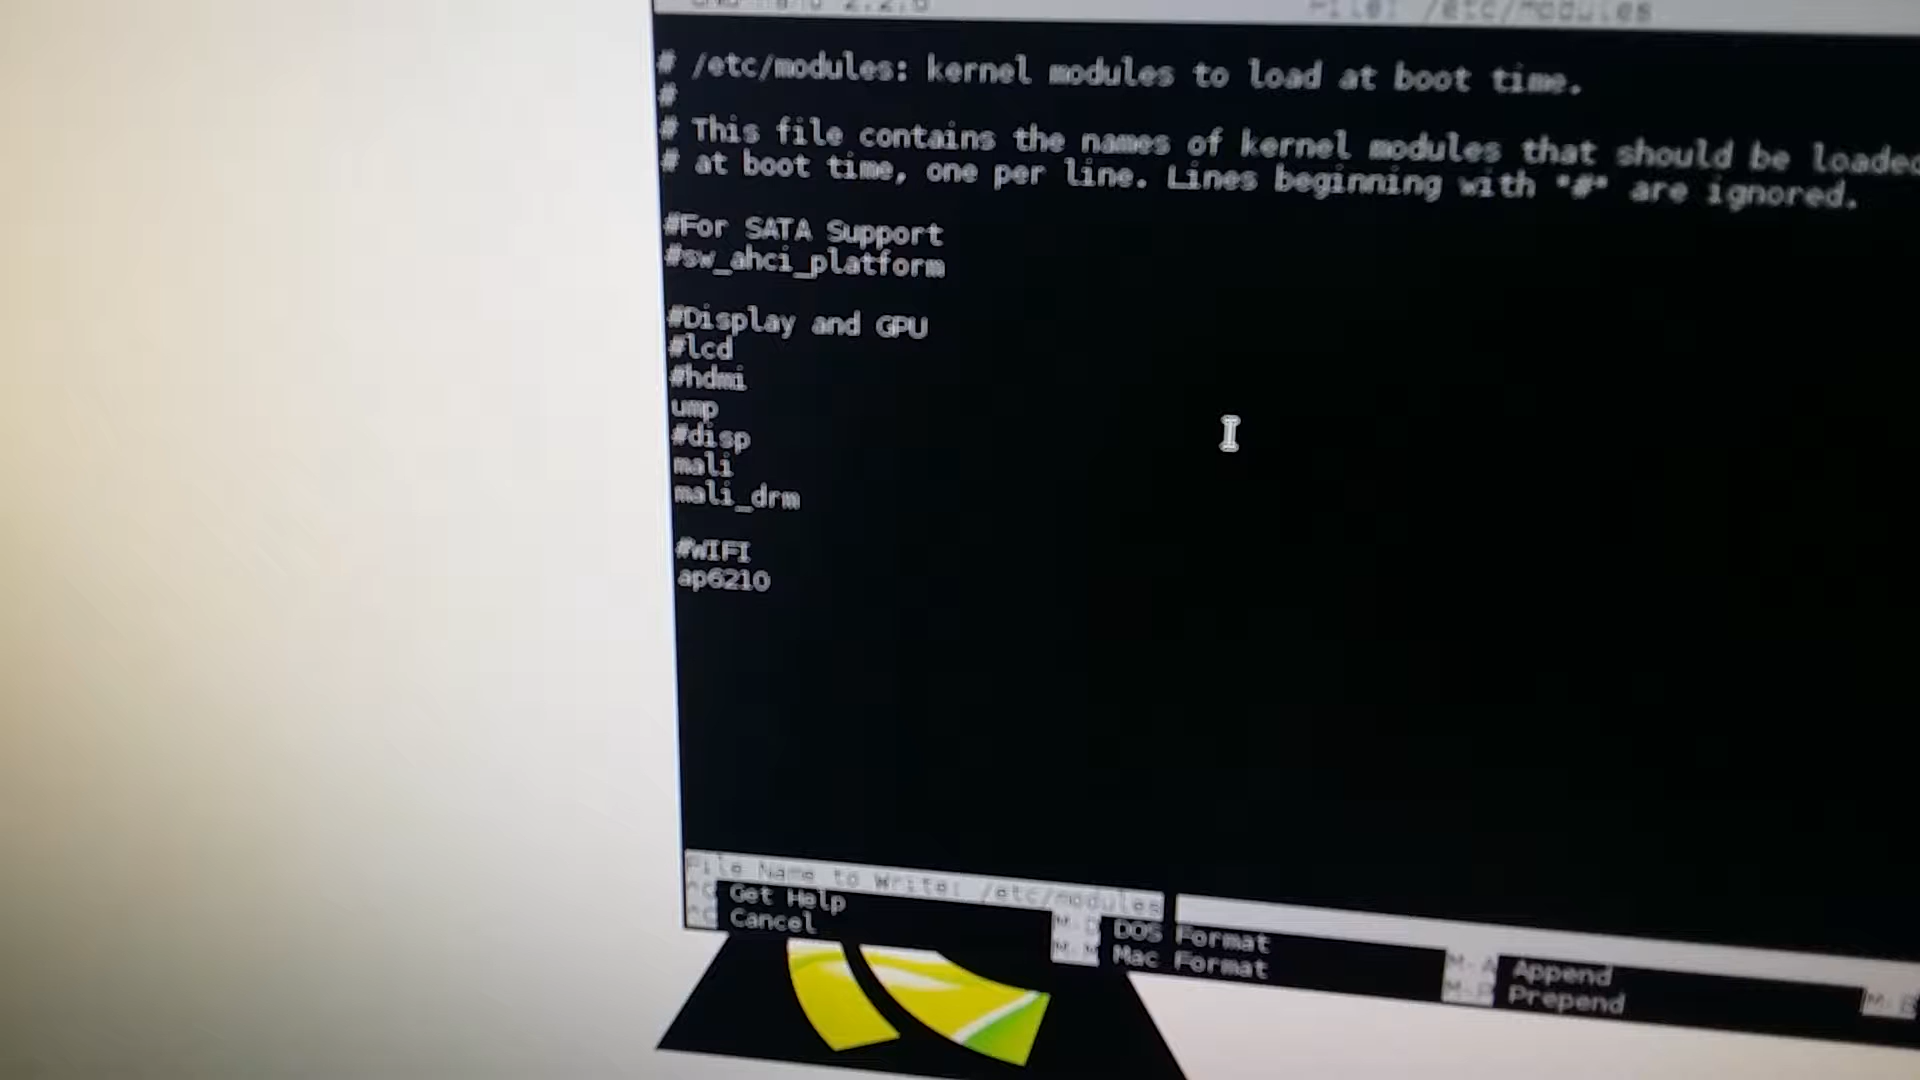 GNU nano 2.2.6 File: /etc/modules
# /etc/modules: kernel modules to load at boot time.
#
# This file contains the names of kernel modules that should be loaded
# at boot time, one per line. Lines beginning with "#" are ignored.
#For SATA Support
#sw_ahci_platform
#Display and GPU
#lcd
#hdmi
ump
#disp
mali
mali_drm
#WIFI
ap6210
File Name to Write: /etc/modules
^G Get Help M-D DOS Format M-A Append
^C Cancel M-M Mac Format M-P Prepend